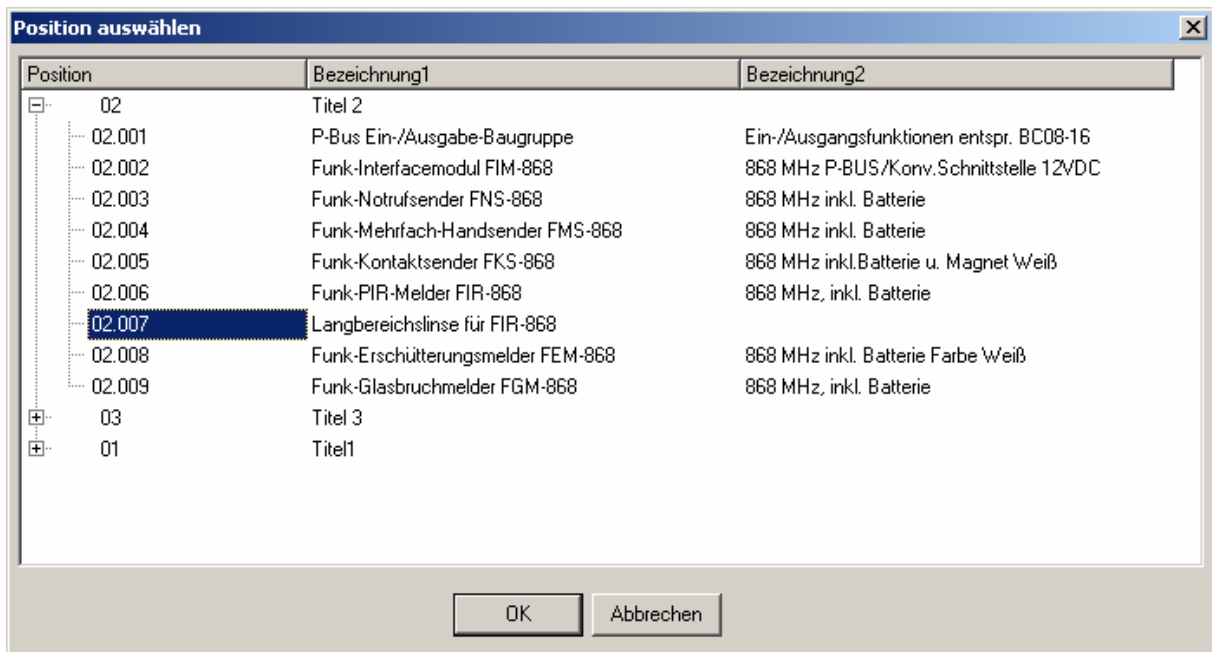 Position auswählen
Position Bezeichnung1 Bezeichnung2
02 Titel 2
02.001 P-Bus Ein-/Ausgabe-Baugruppe Ein-/Ausgangsfunktionen entspr. BC08-16
02.002 Funk-Interfacemodul FIM-868 868 MHz P-BUS/Konv.Schnittstelle 12VDC
02.003 Funk-Notrufsender FNS-868 868 MHz inkl. Batterie
02.004 Funk-Mehrfach-Handsender FMS-868 868 MHz inkl. Batterie
02.005 Funk-Kontaktsender FKS-868 868 MHz inkl.Batterie u. Magnet Weiß
02.006 Funk-PIR-Melder FIR-868 868 MHz, inkl. Batterie
02.007 Langbereichslinse für FIR-868
02.008 Funk-Erschütterungsmelder FEM-868 868 MHz inkl. Batterie Farbe Weiß
02.009 Funk-Glasbruchmelder FGM-868 868 MHz, inkl. Batterie
03 Titel 3
01 Titel1
OK Abbrechen